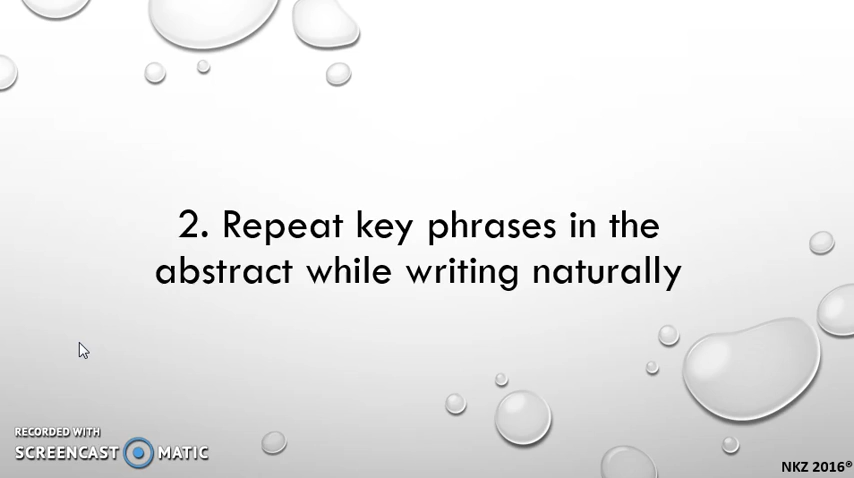 2. Repeat key phrases in the
abstract while writing naturally
RECORDED WITH
SCREENCAST MATIC
NKZ 2016®